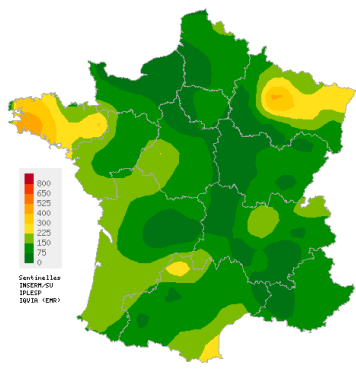 800
650
525
400
300
225
150
75
0
Sentinelles
INSERM/SU
IPLESP
IQVIA (EMR)